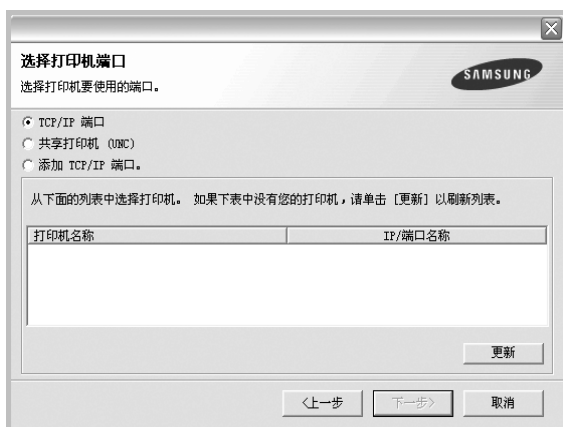 选择打印机端口
选择打印机要使用的端口。
SAMSUNG
TCP/IP 端口
共享打印机 (UNC)
添加 TCP/IP 端口。
从下面的列表中选择打印机。 如果下表中没有您的打印机，请单击 [更新] 以刷新列表。
打印机名称 IP/端口名称
更新
<上一步 下一步> 取消